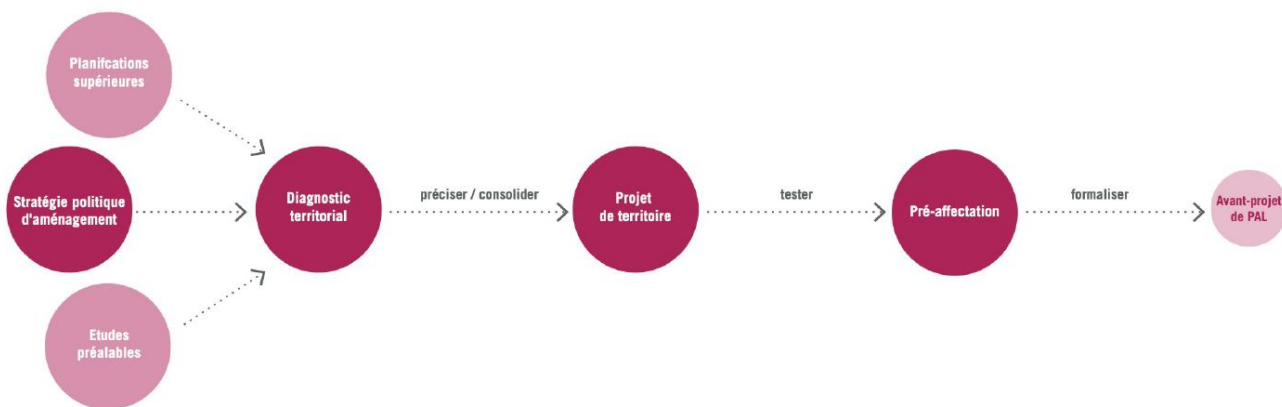 Planifcations
supérieures
Stratégie politique
d'aménagement
Etudes
préalables
Diagnostic
territorial
préciser / consolider
Projet
de territoire
tester
Pré-affectation
formaliser
Avant-projet
de PAL